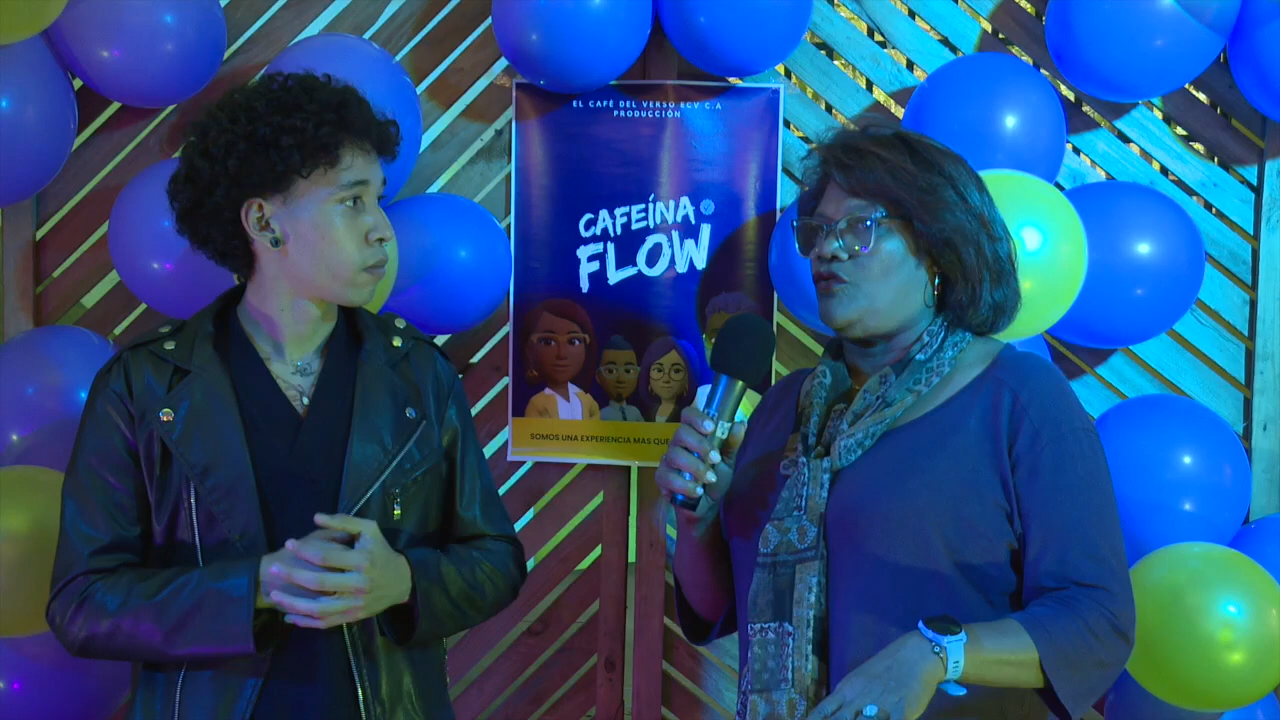 EL CAFÉ DEL VERSO ECV C.A
PRODUCCIÓN
CAFEÍNA
FLOW
SOMOS UNA EXPERIENCIA MAS QUE